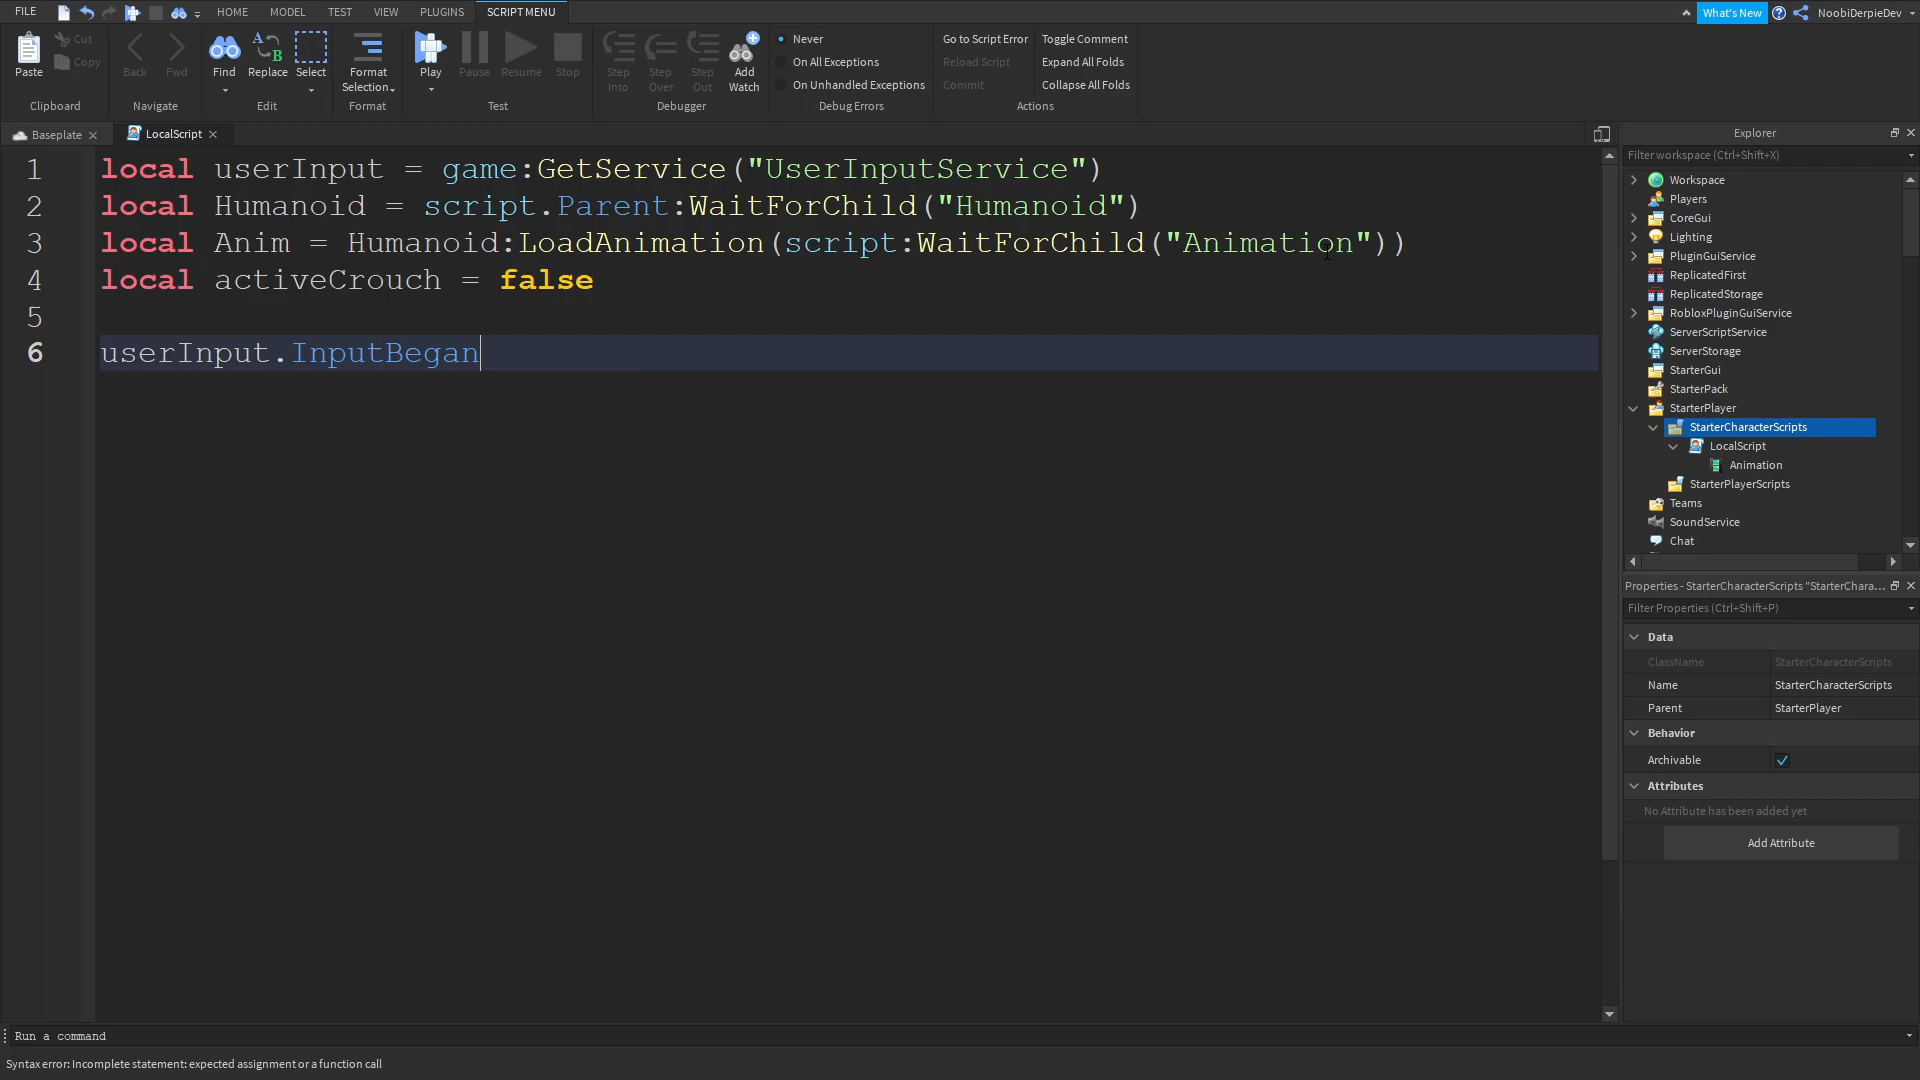 FILE HOME MODEL TEST VIEW PLUGINS SCRIPT MENU What's New NoobiDerpieDev
Paste Cut Copy Back Fwd Find Replace Select Format Selection Play Pause Resume Stop Step Into Step Over Step Out Add Watch
Never
On All Exceptions
On Unhandled Exceptions
Go to Script Error
Reload Script
Commit
Toggle Comment
Expand All Folds
Collapse All Folds
Clipboard Navigate Edit Format Test Debugger Debug Errors Actions
Baseplate LocalScript
1 local userInput = game:GetService("UserInputService")
2 local Humanoid = script.Parent:WaitForChild("Humanoid")
3 local Anim = Humanoid:LoadAnimation(script:WaitForChild("Animation"))
4 local activeCrouch = false
5
6 userInput.InputBegan
Explorer
Filter workspace (Ctrl+Shift+X)
Workspace
Players
CoreGui
Lighting
PluginGuiService
ReplicatedFirst
ReplicatedStorage
RobloxPluginGuiService
ServerScriptService
ServerStorage
StarterGui
StarterPack
StarterPlayer
StarterCharacterScripts
LocalScript
Animation
StarterPlayerScripts
Teams
SoundService
Chat
Properties - StarterCharacterScripts "StarterChara...
Filter Properties (Ctrl+Shift+P)
Data
ClassName StarterCharacterScripts
Name StarterCharacterScripts
Parent StarterPlayer
Behavior
Archivable
Attributes
No Attribute has been added yet
Add Attribute
Run a command
Syntax error: Incomplete statement: expected assignment or a function call